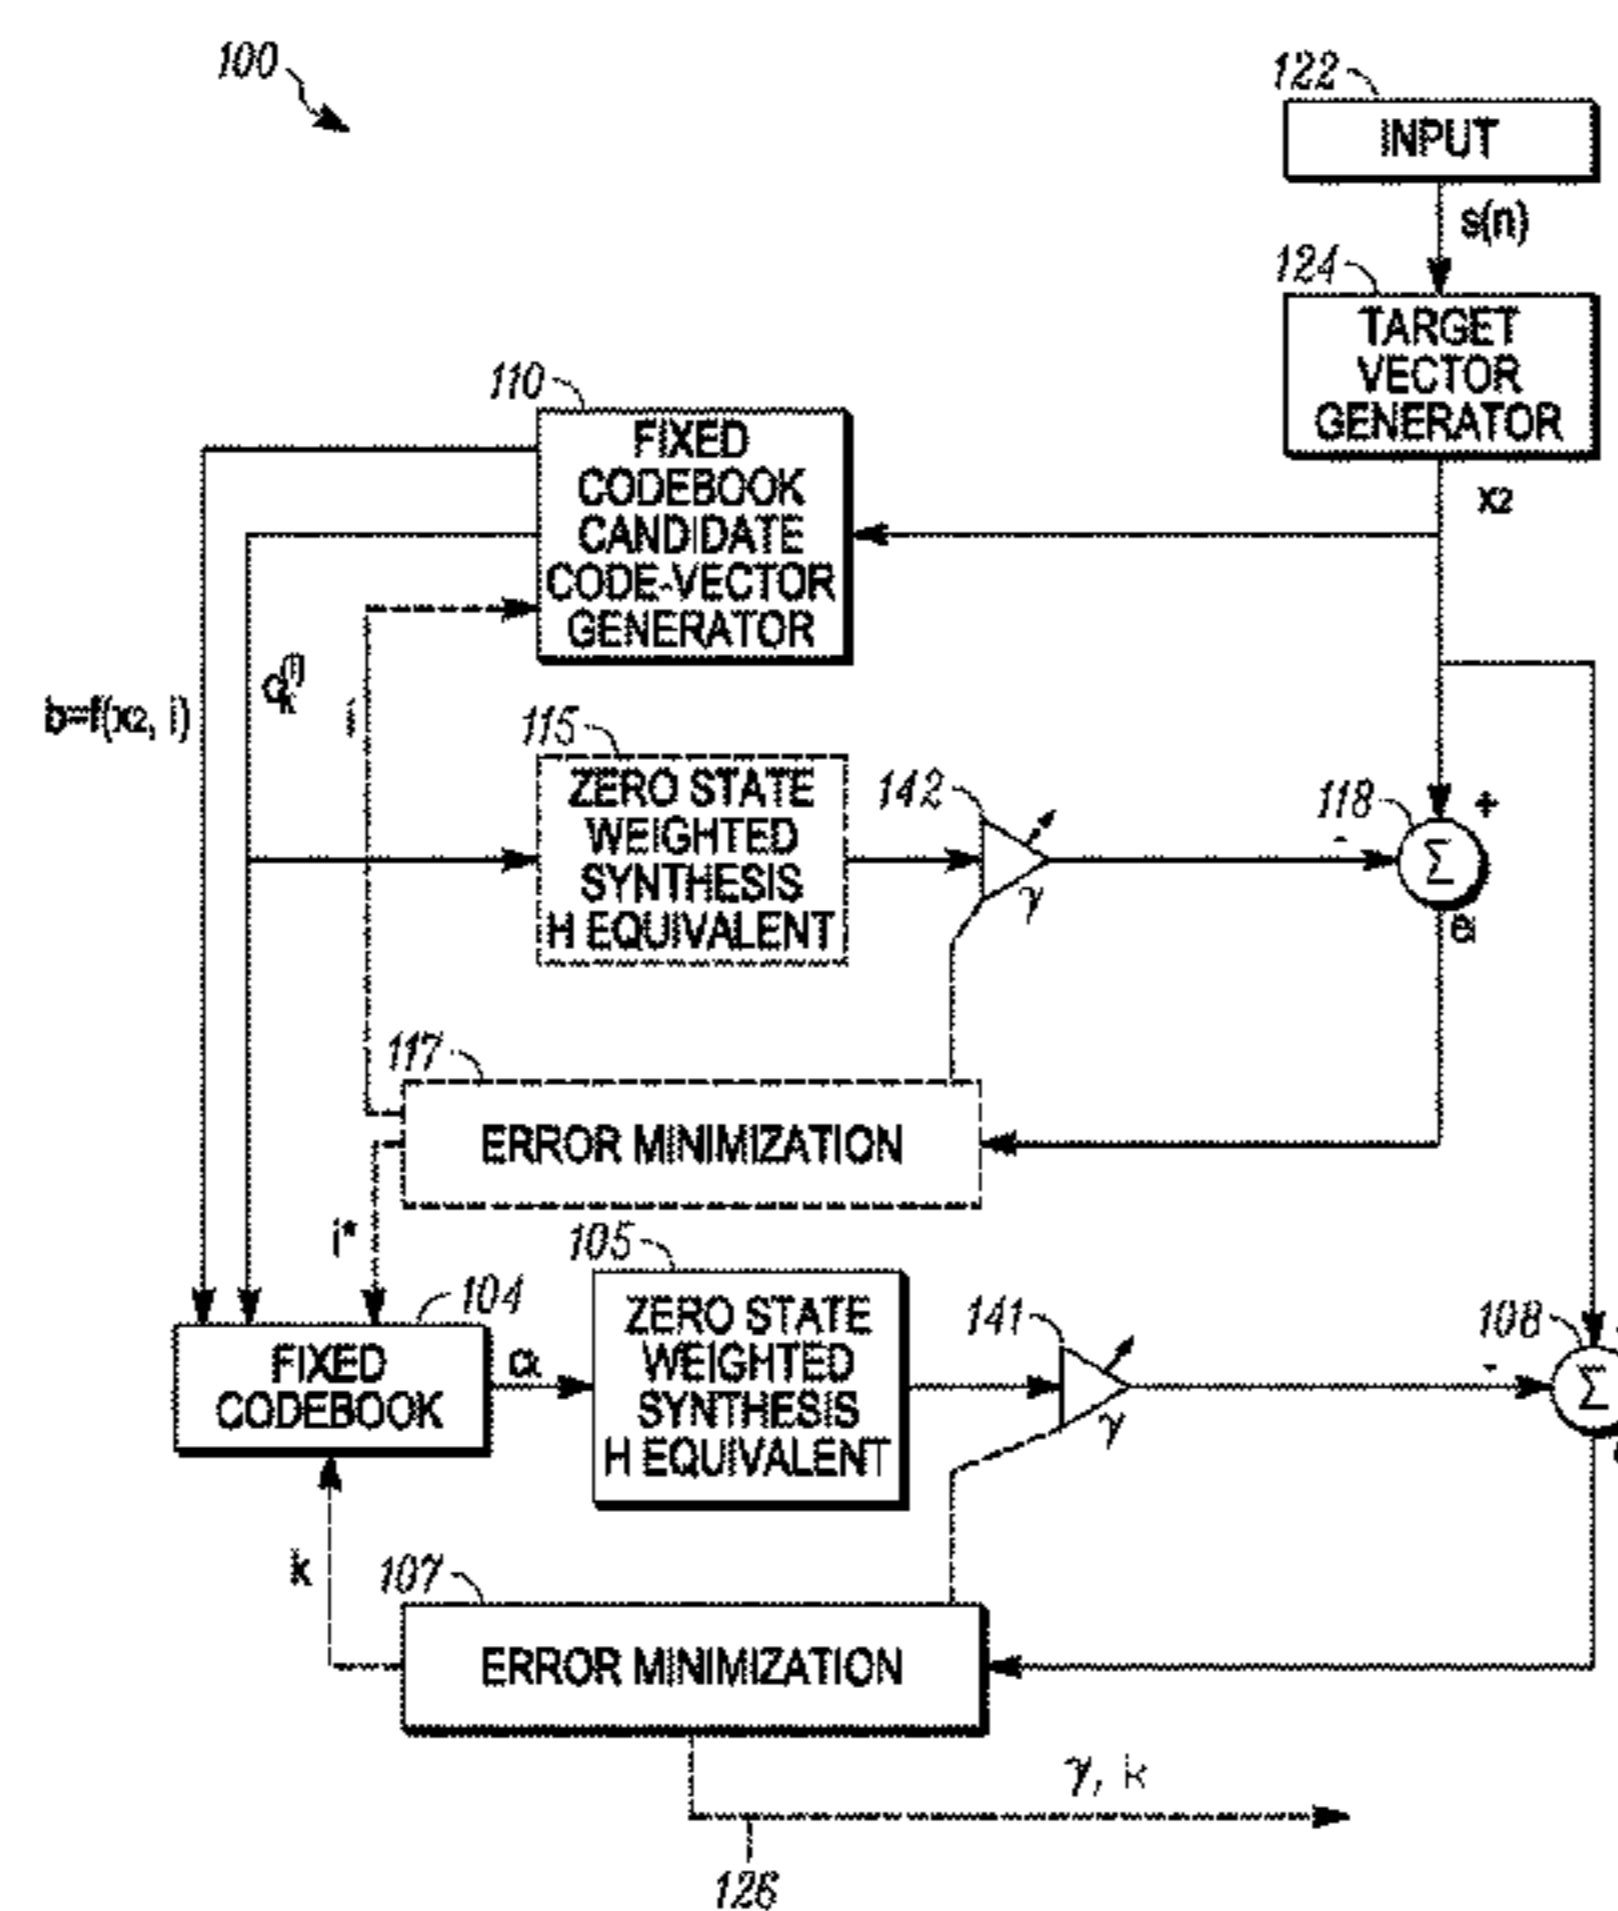 100
122
INPUT
s(n)
124
TARGET
VECTOR
GENERATOR
x2
110
FIXED
CODEBOOK
CANDIDATE
CODE-VECTOR
GENERATOR
b=f(x2, i)
i
115
ZERO STATE
WEIGHTED
SYNTHESIS
H EQUIVALENT
142
γ
118
+
-
Σ
117
ERROR MINIMIZATION
i*
104
FIXED
CODEBOOK
105
ZERO STATE
WEIGHTED
SYNTHESIS
H EQUIVALENT
141
γ
108
-
Σ
k
107
ERROR MINIMIZATION
γ, k
126